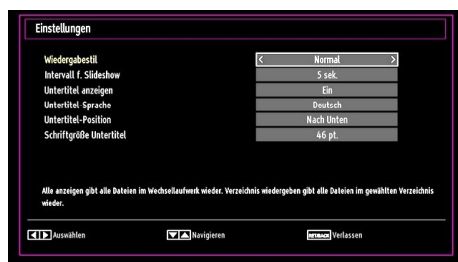 Einstellungen
Wiedergabestil < Normal >
Intervall f. Slideshow 5 sek.
Untertitel anzeigen Ein
Untertitel-Sprache Deutsch
Untertitel-Position Nach Unten
Schriftgröße Untertitel 46 pt.
Alle anzeigen gibt alle Dateien im Wechsellaufwerk wieder. Verzeichnis wiedergeben gibt alle Dateien im gewählten Verzeichnis
wieder.
Auswählen Navigieren RET/BACK Verlassen